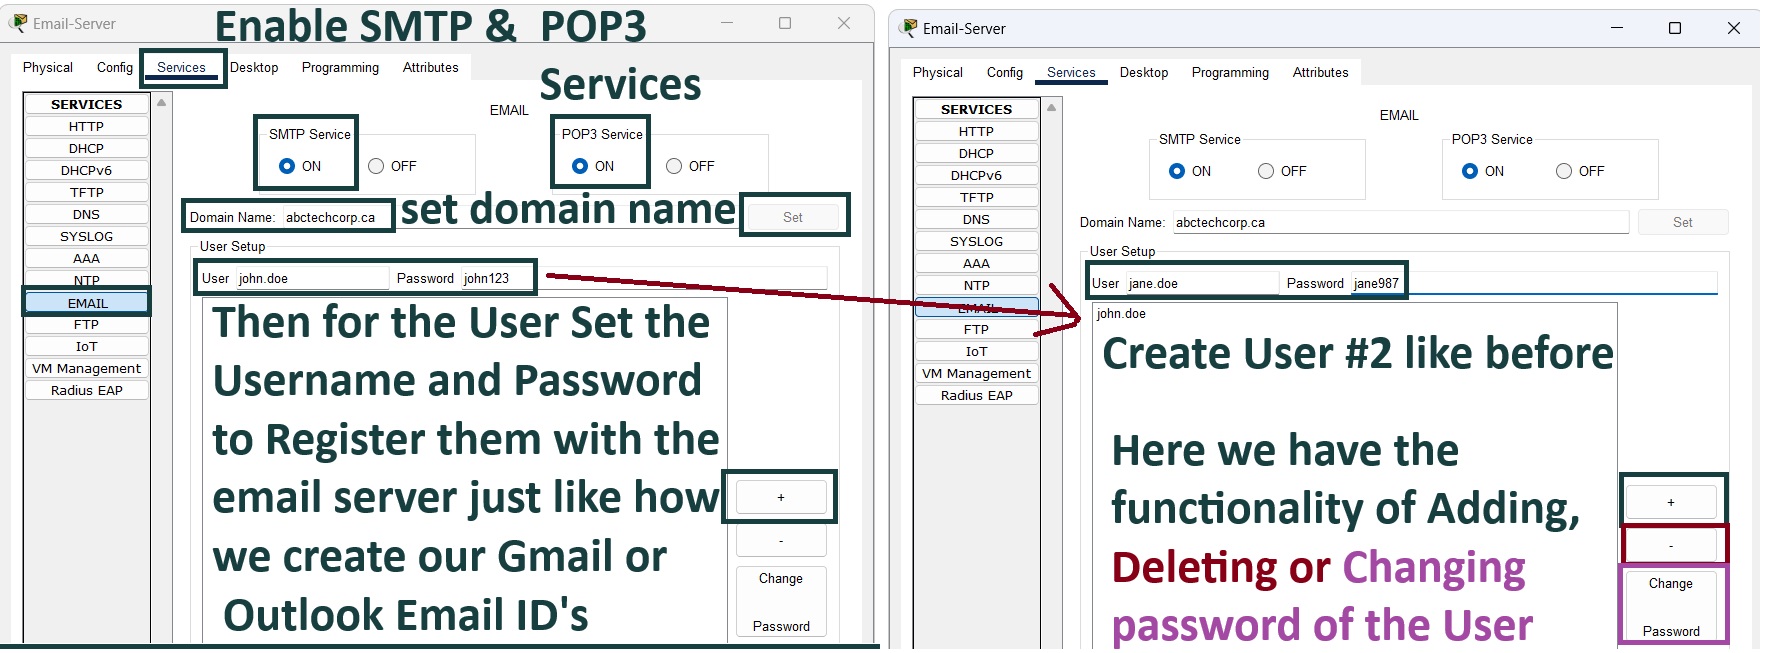 Email-Server
Enable SMTP & POP3
Services
Physical Config Services Desktop Programming Attributes
SERVICES
HTTP
DHCP
DHCPv6
TFTP
DNS
SYSLOG
AAA
NTP
EMAIL
FTP
IoT
VM Management
Radius EAP
EMAIL
SMTP Service
ON OFF
POP3 Service
ON OFF
Domain Name: abctechcorp.ca
set domain name
Set
User Setup
User john.doe Password john123
Then for the User Set the
Username and Password
to Register them with the
email server just like how
we create our Gmail or
Outlook Email ID's
+
-
Change
Password
Email-Server
Physical Config Services Desktop Programming Attributes
SERVICES
HTTP
DHCP
DHCPv6
TFTP
DNS
SYSLOG
AAA
NTP
EMAIL
FTP
IoT
VM Management
Radius EAP
EMAIL
SMTP Service
ON OFF
POP3 Service
ON OFF
Domain Name: abctechcorp.ca
Set
User Setup
User jane.doe Password jane987
john.doe
Create User #2 like before
Here we have the
functionality of Adding,
Deleting or Changing
password of the User
+
-
Change
Password